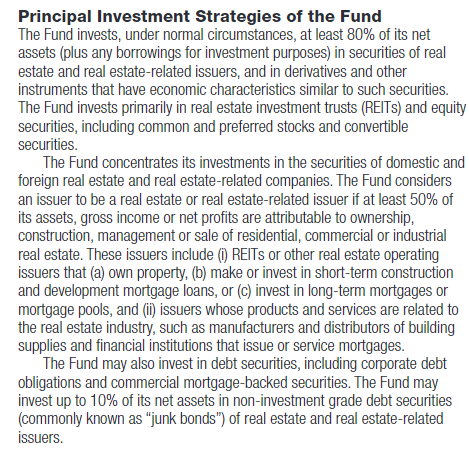 Principal Investment Strategies of the Fund
The Fund invests, under normal circumstances, at least 80% of its net
assets (plus any borrowings for investment purposes) in securities of real
estate and real estate-related issuers, and in derivatives and other
instruments that have economic characteristics similar to such securities.
The Fund invests primarily in real estate investment trusts (REITs) and equity
securities, including common and preferred stocks and convertible
securities.
The Fund concentrates its investments in the securities of domestic and
foreign real estate and real estate-related companies. The Fund considers
an issuer to be a real estate or real estate-related issuer if at least 50% of
its assets, gross income or net profits are attributable to ownership,
construction, management or sale of residential, commercial or industrial
real estate. These issuers include (i) REITs or other real estate operating
issuers that (a) own property, (b) make or invest in short-term construction
and development mortgage loans, or (c) invest in long-term mortgages or
mortgage pools, and (ii) issuers whose products and services are related to
the real estate industry, such as manufacturers and distributors of building
supplies and financial institutions that issue or service mortgages.
The Fund may also invest in debt securities, including corporate debt
obligations and commercial mortgage-backed securities. The Fund may
invest up to 10% of its net assets in non-investment grade debt securities
(commonly known as “junk bonds”) of real estate and real estate-related
issuers.